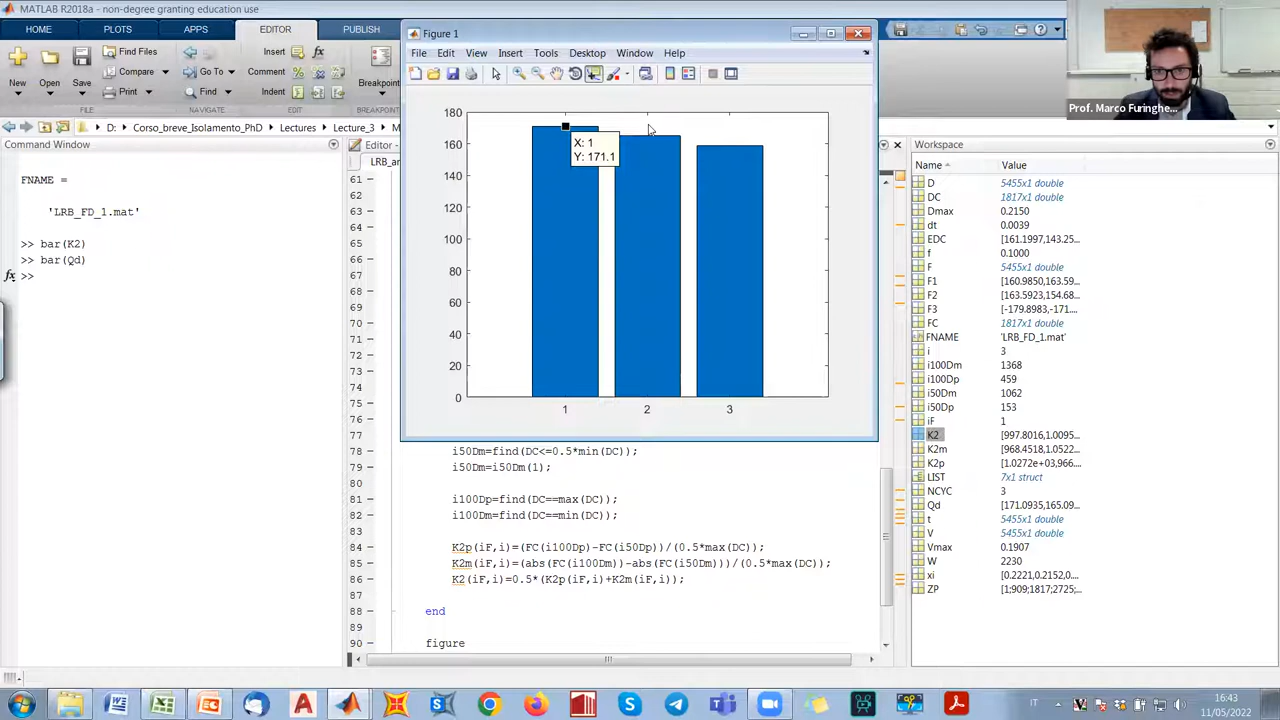 MATLAB R2018a - non-degree granting education use
HOME
PLOTS
APPS
EDITOR
PUBLISH
New
Open
Save
Find Files
Compare
Print
Go To
Find
Insert
Comment
Indent
Breakpoint
FILE
NAVIGATE
EDIT
BREAKPOIN
D:
Corso_breve_Isolamento_PhD
Lectures
Lecture_3
Command Window
FNAME =
'LRB_FD_1.mat'
>> bar(K2)
>> bar(Qd)
fx >>
Figure 1
File Edit View Insert Tools Desktop Window Help
180
160
140
120
100
80
60
40
20
0
X: 1
Y: 171.1
1
2
3
Prof. Marco Furinghe...
Editor -
LRB_ar
61
62
63
64
65
66
67
68
69
70
71
72
73
74
75
76
77
78 i50Dm=find(DC<=0.5*min(DC));
79 i50Dm=i50Dm(1);
80
81 i100Dp=find(DC==max(DC));
82 i100Dm=find(DC==min(DC));
83
84 K2p(iF,i)=(FC(i100Dp)-FC(i50Dp))/(0.5*max(DC));
85 K2m(iF,i)=(abs(FC(i100Dm))-abs(FC(i50Dm)))/(0.5*max(DC));
86 K2(iF,i)=0.5*(K2p(iF,i)+K2m(iF,i));
87
88 end
89
90 figure
Workspace
Name Value
D 5455x1 double
DC 1817x1 double
Dmax 0.2150
dt 0.0039
EDC [161.1997,143.25...
f 0.1000
F 5455x1 double
F1 [160.9850,163.59...
F2 [163.5923,154.68...
F3 [-179.8983,-171....
FC 1817x1 double
FNAME 'LRB_FD_1.mat'
i 3
i100Dm 1368
i100Dp 459
i50Dm 1062
i50Dp 153
iF 1
K2 [997.8016,1.0095...
K2m [968.4518,1.0522...
K2p [1.0272e+03,966....
LIST 7x1 struct
NCYC 3
Qd [171.0935,165.09...
t 5455x1 double
V 5455x1 double
Vmax 0.1907
W 2230
xi [0.2221,0.2152,0....
ZP [1;909;1817;2725;...
IT
16:43
11/05/2022